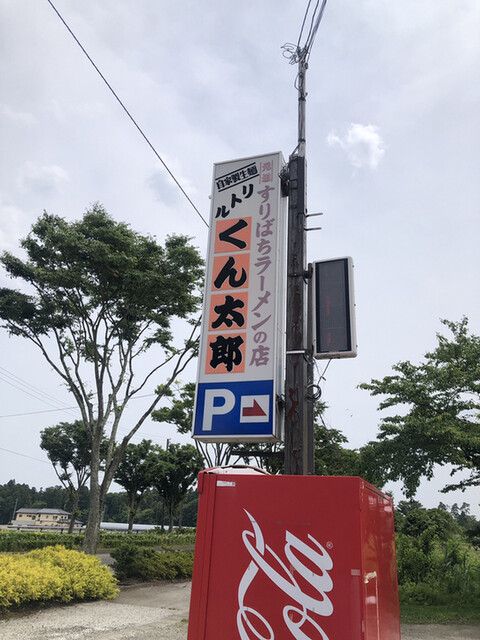 自家製生麺
元祖
すりばちラーメンの店
リトル
くん太郎
P
Coca-Cola®